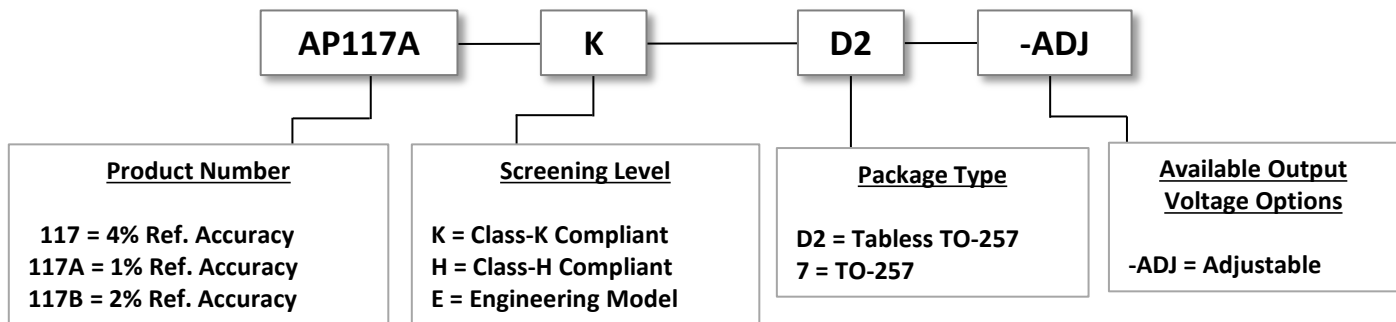 AP117A K D2 -ADJ
Product Number
117 = 4% Ref. Accuracy
117A = 1% Ref. Accuracy
117B = 2% Ref. Accuracy
Screening Level
K = Class-K Compliant
H = Class-H Compliant
E = Engineering Model
Package Type
D2 = Tabless TO-257
7 = TO-257
Available Output
Voltage Options
-ADJ = Adjustable